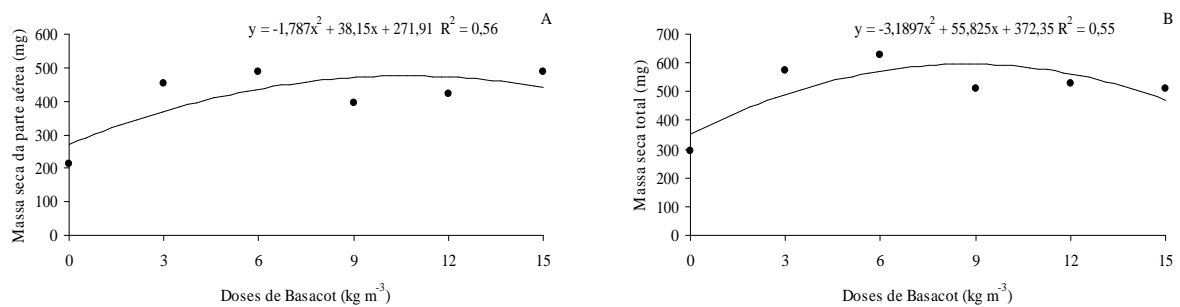 y = -1,787x² + 38,15x + 271,91 R² = 0,56
A
Massa seca da parte aérea (mg)
600
500
400
300
200
100
0
0 3 6 9 12 15
Doses de Basacot (kg m⁻³)
y = -3,1897x² + 55,825x + 372,35 R² = 0,55
B
Massa seca total (mg)
700
600
500
400
300
200
100
0
0 3 6 9 12 15
Doses de Basacot (kg m⁻³)